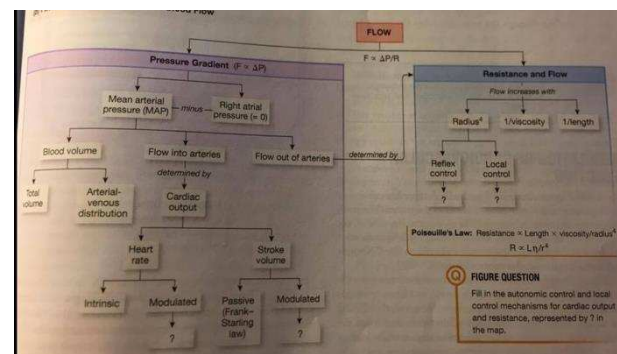 Flow
FLOW
F ∝ ΔP/R
Pressure Gradient (F ∝ ΔP)
Mean arterial
pressure (MAP)
minus
Right atrial
pressure (= 0)
Blood volume
Flow into arteries
Flow out of arteries
determined by
determined by
Total
volume
Arterial-
venous
distribution
Cardiac
output
Heart
rate
Stroke
volume
Intrinsic
Modulated
Passive
(Frank–
Starling
law)
Modulated
?
?
Resistance and Flow
Flow increases with
Radius⁴
1/viscosity
1/length
Reflex
control
Local
control
?
?
Poiseuille's Law: Resistance ∝ Length × viscosity/radius⁴
R ∝ Lη/r⁴
Q FIGURE QUESTION
Fill in the autonomic control and local
control mechanisms for cardiac output
and resistance, represented by ? in
the map.